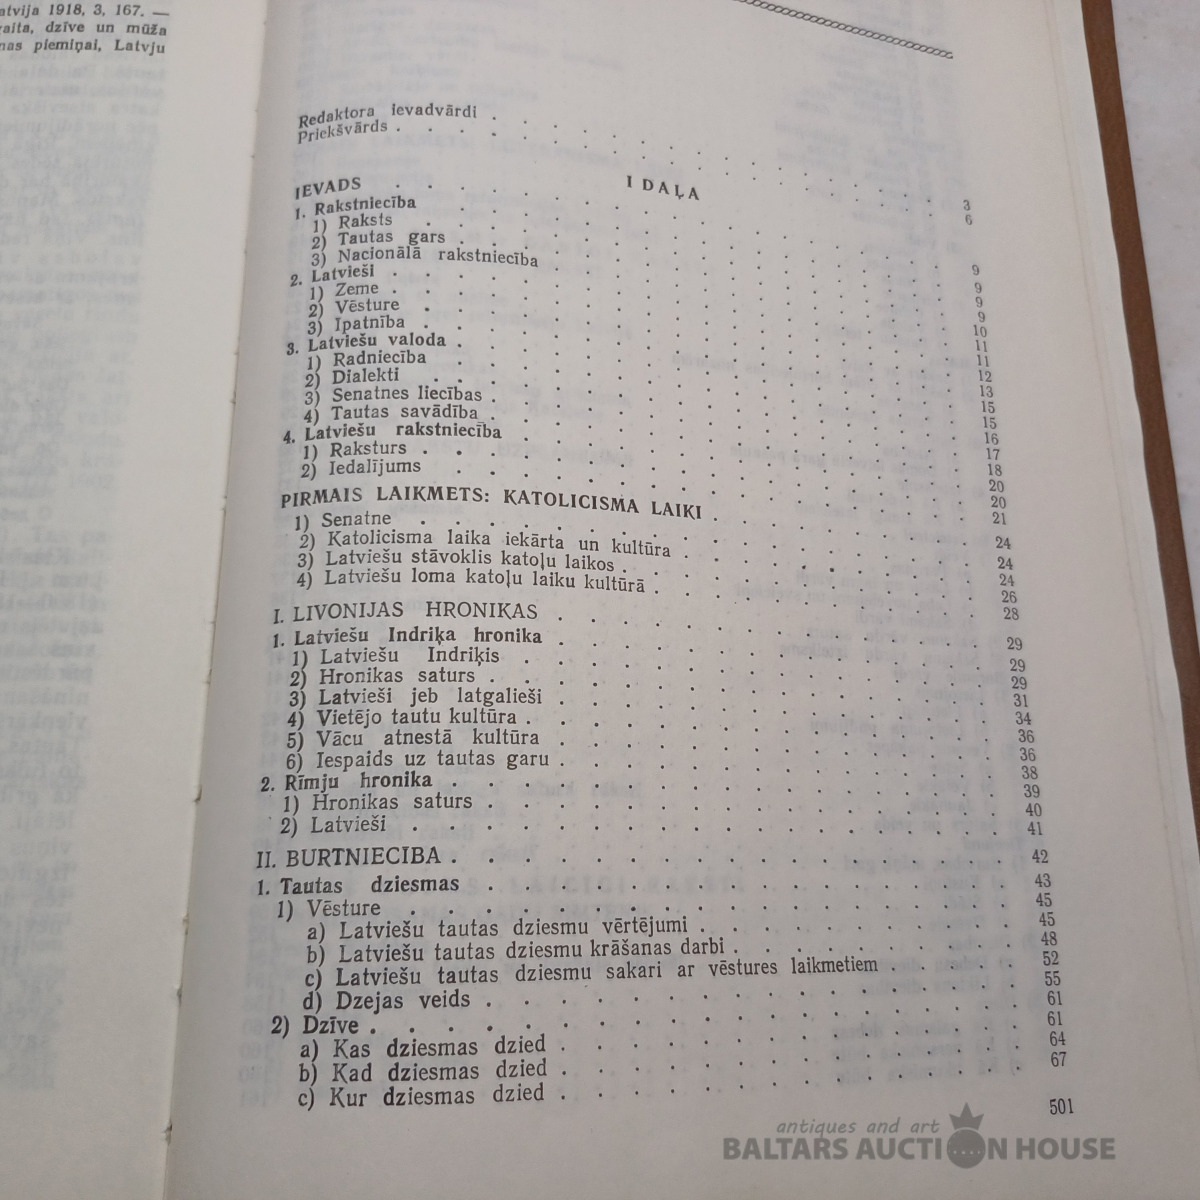 atvija 1918, 3, 167. —
vaita, dzīve un mūža
nas piemiņai, Latvju
Redaktora ievadvārdi . . . 3
Priekšvārds . . . 6
I DAĻA
IEVADS . . . 9
1. Rakstniecība . . . 9
1) Raksts . . . 9
2) Tautas gars . . . 9
3) Nacionālā rakstniecība . . . 10
2. Latvieši . . . 11
1) Zeme . . . 11
2) Vēsture . . . 12
3) Ipatnība . . . 13
3. Latviešu valoda . . . 15
1) Radniecība . . . 15
2) Dialekti . . . 16
3) Senatnes liecības . . . 17
4) Tautas savādība . . . 18
4. Latviešu rakstniecība . . . 20
1) Raksturs . . . 20
2) Iedalījums . . . 21
PIRMAIS LAIKMETS: KATOLICISMA LAIKI . . . 24
1) Senatne . . . 24
2) Katolicisma laika iekārta un kultūra . . . 24
3) Latviešu stāvoklis katoļu laikos . . . 26
4) Latviešu loma katoļu laiku kultūrā . . . 28
I. LIVONIJAS HRONIKAS . . . 29
1. Latviešu Indriķa hronika . . . 29
1) Latviešu Indriķis . . . 29
2) Hronikas saturs . . . 31
3) Latvieši jeb latgalieši . . . 34
4) Vietējo tautu kultūra . . . 36
5) Vācu atnestā kultūra . . . 36
6) Iespaids uz tautas garu . . . 38
2. Rīmju hronika . . . 39
1) Hronikas saturs . . . 40
2) Latvieši . . . 41
II. BURTNIECIBA . . . 42
1. Tautas dziesmas . . . 43
1) Vēsture . . . 45
a) Latviešu tautas dziesmu vērtējumi . . . 45
b) Latviešu tautas dziesmu krāšanas darbi . . . 48
c) Latviešu tautas dziesmu sakari ar vēstures laikmetiem . . . 52
d) Dzejas veids . . . 55
2) Dzīve . . . 61
a) Kas dziesmas dzied . . . 61
b) Kad dziesmas dzied . . . 64
c) Kur dziesmas dzied . . . 67
501
antiques and art
BALTARS AUCTION HOUSE